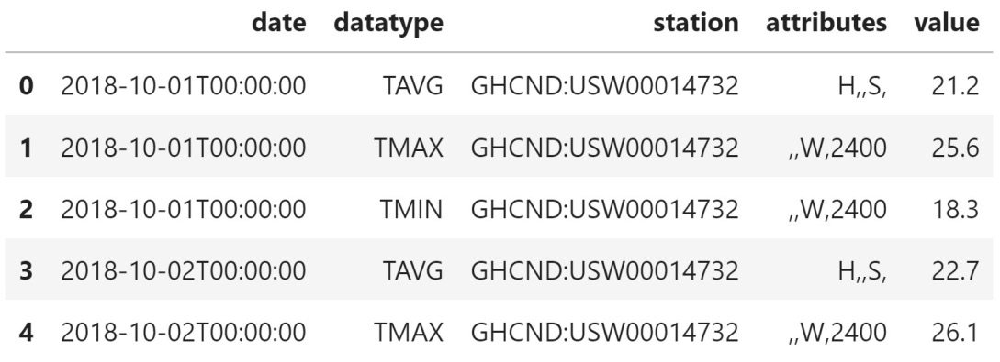 date datatype station attributes value
0 2018-10-01T00:00:00 TAVG GHCND:USW00014732 H,,S, 21.2
1 2018-10-01T00:00:00 TMAX GHCND:USW00014732 ,,W,2400 25.6
2 2018-10-01T00:00:00 TMIN GHCND:USW00014732 ,,W,2400 18.3
3 2018-10-02T00:00:00 TAVG GHCND:USW00014732 H,,S, 22.7
4 2018-10-02T00:00:00 TMAX GHCND:USW00014732 ,,W,2400 26.1